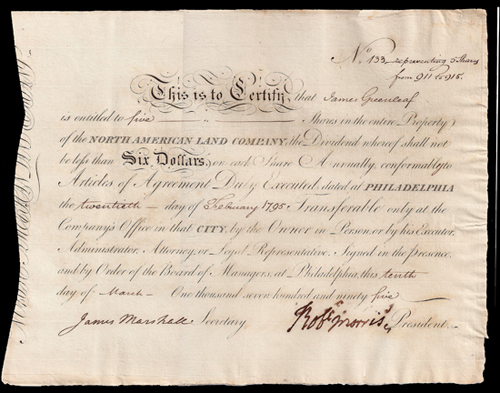 No. 133 representing 5 Shares
from 911 to 915.
This is to Certify, that James Greenleaf
is entitled to five Shares in the entire Property
of the NORTH AMERICAN LAND COMPANY, the Dividend whereof shall not
be less than Six Dollars, on each Share Annually, conformably to
Articles of Agreement Duly Executed, dated at PHILADELPHIA
the twentieth day of February 1795. Transferable only at the
Company's Office in that CITY, by the Owner in Person, or by his Executor,
Administrator, Attorney, or Legal Representative. Signed in the presence,
and by Order of the Board of Managers, at Philadelphia, this tenth
day of March One thousand seven hundred and ninety five
James Marshall Secretary. Robt Morris President.